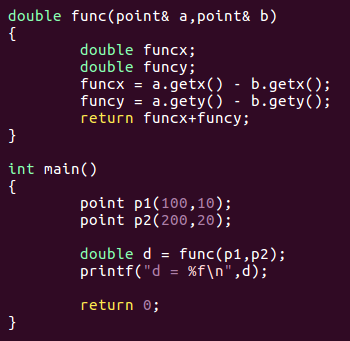 double func(point& a,point& b)
{
        double funcx;
        double funcy;
        funcx = a.getx() - b.getx();
        funcy = a.gety() - b.gety();
        return funcx+funcy;
}

int main()
{
        point p1(100,10);
        point p2(200,20);

        double d = func(p1,p2);
        printf("d = %f\n",d);

        return 0;
}